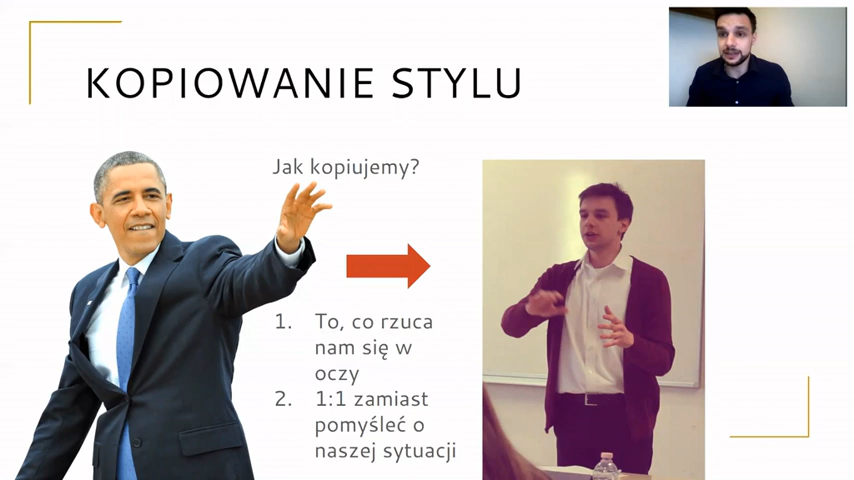 KOPIOWANIE STYLU
Jak kopiujemy?
1. To, co rzuca
nam się w
oczy
2. 1:1 zamiast
pomyśleć o
naszej sytuacji